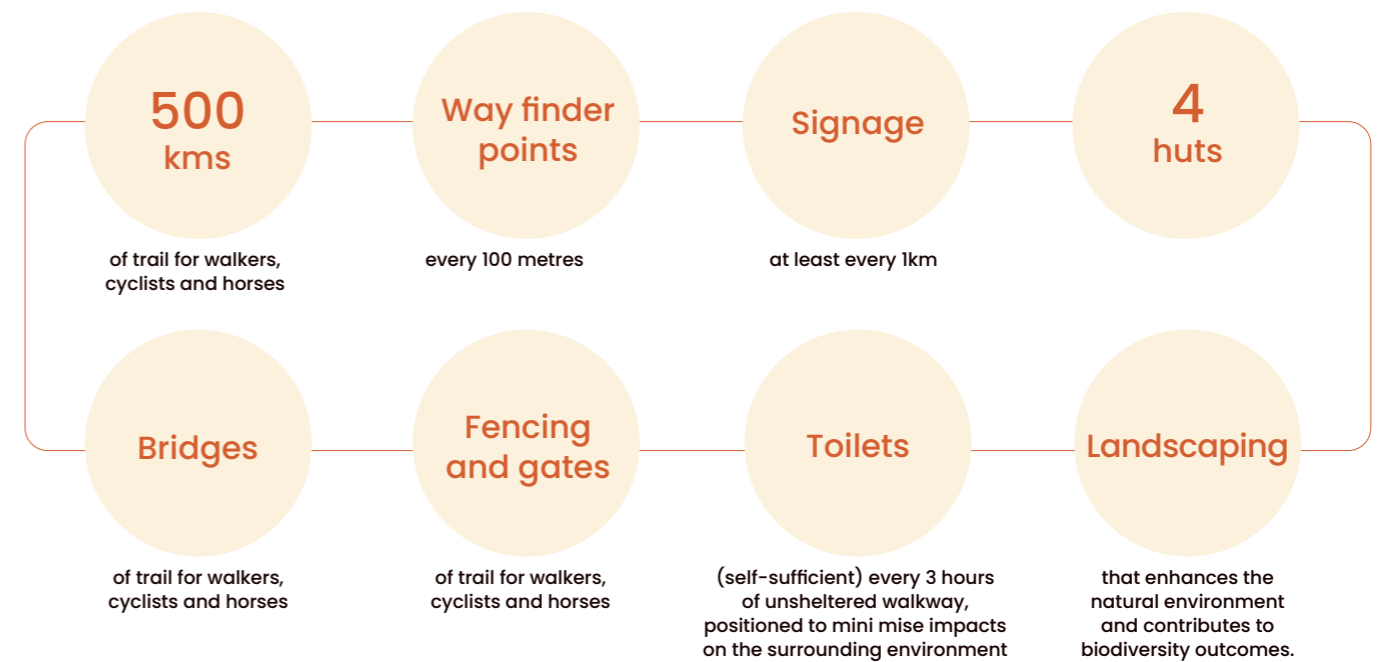 500
kms
of trail for walkers,
cyclists and horses
Way finder
points
every 100 metres
Signage
at least every 1km
4
huts
Bridges
of trail for walkers,
cyclists and horses
Fencing
and gates
of trail for walkers,
cyclists and horses
Toilets
(self-sufficient) every 3 hours
of unsheltered walkway,
positioned to mini mise impacts
on the surrounding environment
Landscaping
that enhances the
natural environment
and contributes to
biodiversity outcomes.